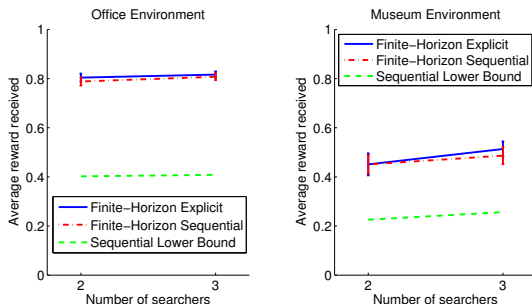 Office Environment
Average reward received
1
0.8
0.6
0.4
0.2
0
2
3
Number of searchers
Finite-Horizon Explicit
Finite-Horizon Sequential
Sequential Lower Bound
Museum Environment
Average reward received
1
0.8
0.6
0.4
0.2
0
2
3
Number of searchers
Finite-Horizon Explicit
Finite-Horizon Sequential
Sequential Lower Bound